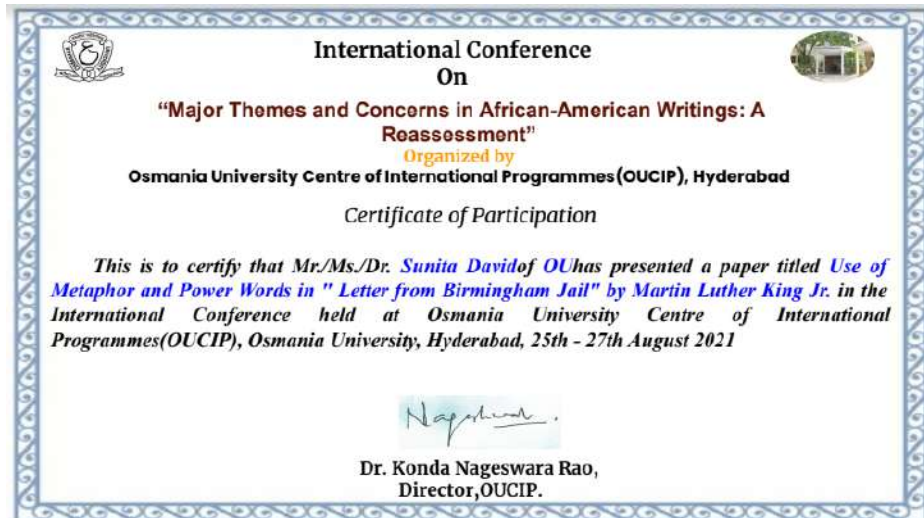 International Conference
On
“Major Themes and Concerns in African-American Writings: A
Reassessment”
Organized by
Osmania University Centre of International Programmes(OUCIP), Hyderabad
Certificate of Participation
This is to certify that Mr./Ms./Dr. Sunita Davidof OUhas presented a paper titled Use of
Metaphor and Power Words in " Letter from Birmingham Jail" by Martin Luther King Jr. in the
International Conference held at Osmania University Centre of International
Programmes(OUCIP), Osmania University, Hyderabad, 25th - 27th August 2021
Dr. Konda Nageswara Rao,
Director,OUCIP.